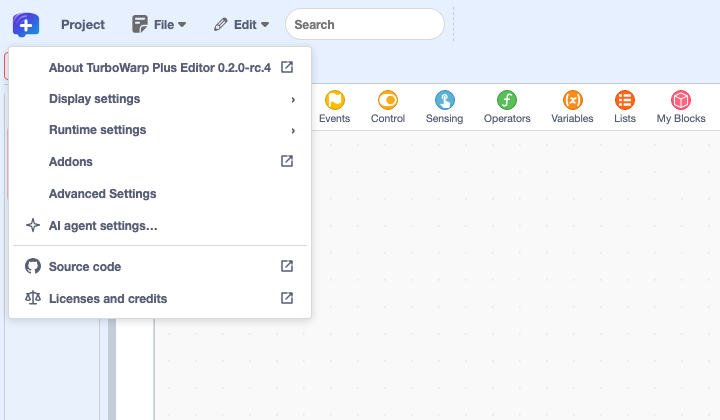 Project
File
Edit
Search
About TurboWarp Plus Editor 0.2.0-rc.4
Display settings
Runtime settings
Addons
Advanced Settings
AI agent settings...
Source code
Licenses and credits
Events
Control
Sensing
Operators
Variables
Lists
My Blocks